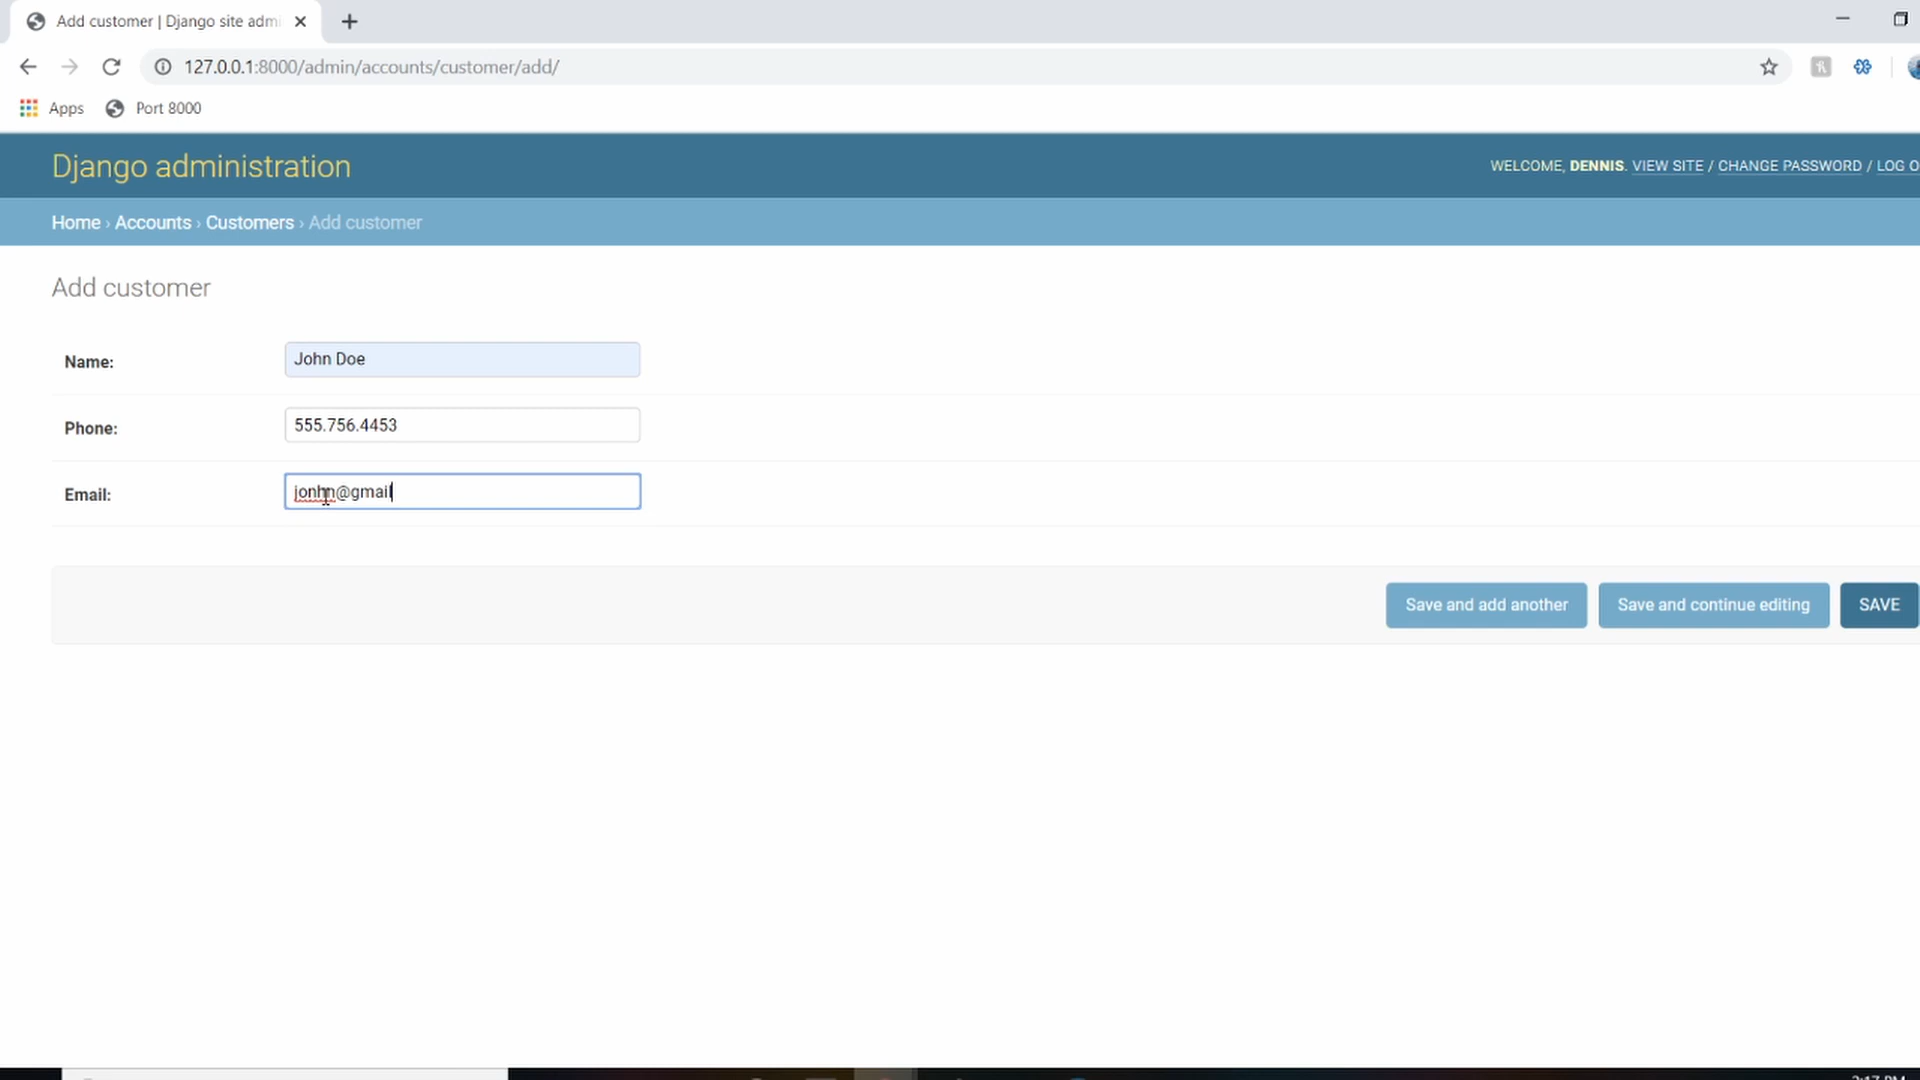 Add customer | Django site admi
127.0.0.1:8000/admin/accounts/customer/add/
Apps Port 8000
Django administration
WELCOME, DENNIS. VIEW SITE / CHANGE PASSWORD / LOG O
Home › Accounts › Customers › Add customer
Add customer
Name: John Doe
Phone: 555.756.4453
Email: jonhn@gmail
Save and add another Save and continue editing SAVE